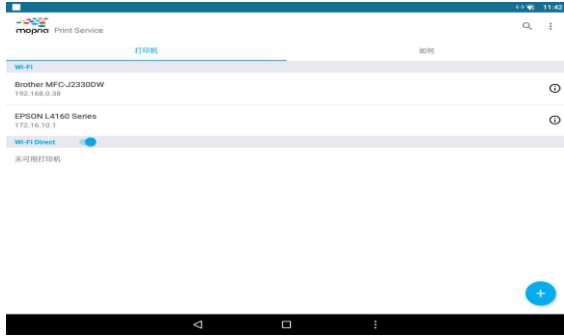 11:42
mopria Print Service
打印机
如何
Wi-Fi
Brother MFC-J2330DW
192.168.0.38
EPSON L4160 Series
172.16.10.1
Wi-Fi Direct
无可用打印机